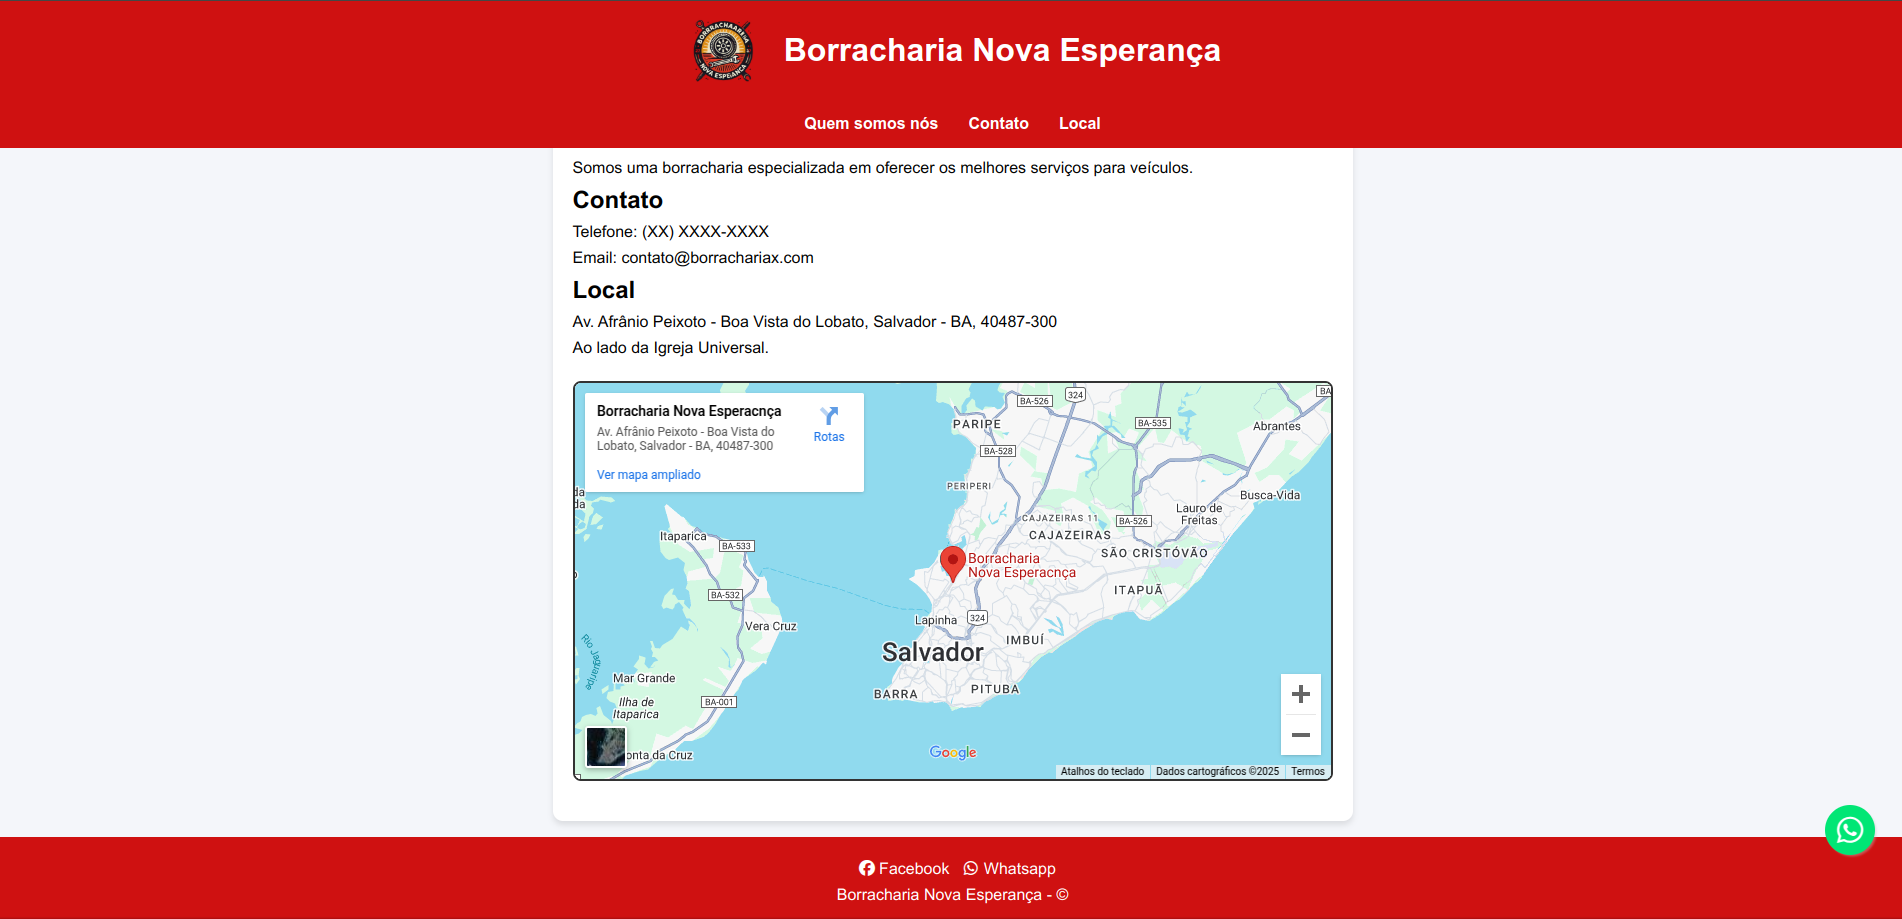 Borracharia Nova Esperança
Quem somos nós Contato Local
Somos uma borracharia especializada em oferecer os melhores serviços para veículos.
Contato
Telefone: (XX) XXXX-XXXX
Email: contato@borrachariax.com
Local
Av. Afrânio Peixoto - Boa Vista do Lobato, Salvador - BA, 40487-300
Ao lado da Igreja Universal.
Borracharia Nova Esperacnça
Av. Afrânio Peixoto - Boa Vista do
Lobato, Salvador - BA, 40487-300
Rotas
Ver mapa ampliado
BA-526
324
BA
PARIPE
BA-535
Abrantes
BA-528
PERIPERI
Busca-Vida
da
da
Lauro de
Freitas
CAJAZEIRAS 11
BA-526
Itaparica
CAJAZEIRAS
BA-533
SÃO CRISTÓVÃO
Borracharia
Nova Esperacnça
ITAPUÃ
BA-532
Lapinha
324
Vera Cruz
IMBUÍ
Rio Jaguaripe
Salvador
Mar Grande
BARRA
PITUBA
Ilha de
Itaparica
BA-001
onta da Cruz
Google
Atalhos do teclado
Dados cartográficos ©2025
Termos
Facebook Whatsapp
Borracharia Nova Esperança - ©